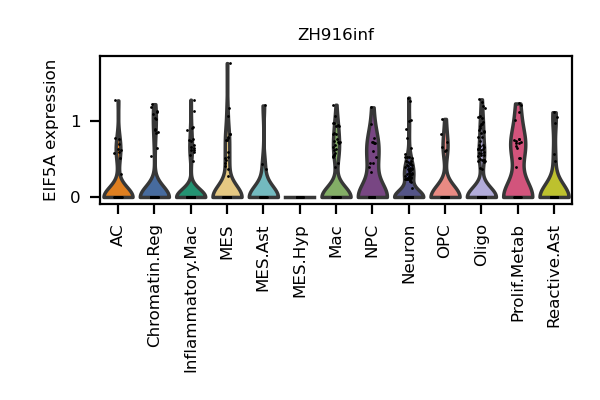 ZH916inf
EIF5A expression
1
0
AC
Chromatin.Reg
Inflammatory.Mac
MES
MES.Ast
MES.Hyp
Mac
NPC
Neuron
OPC
Oligo
Prolif.Metab
Reactive.Ast